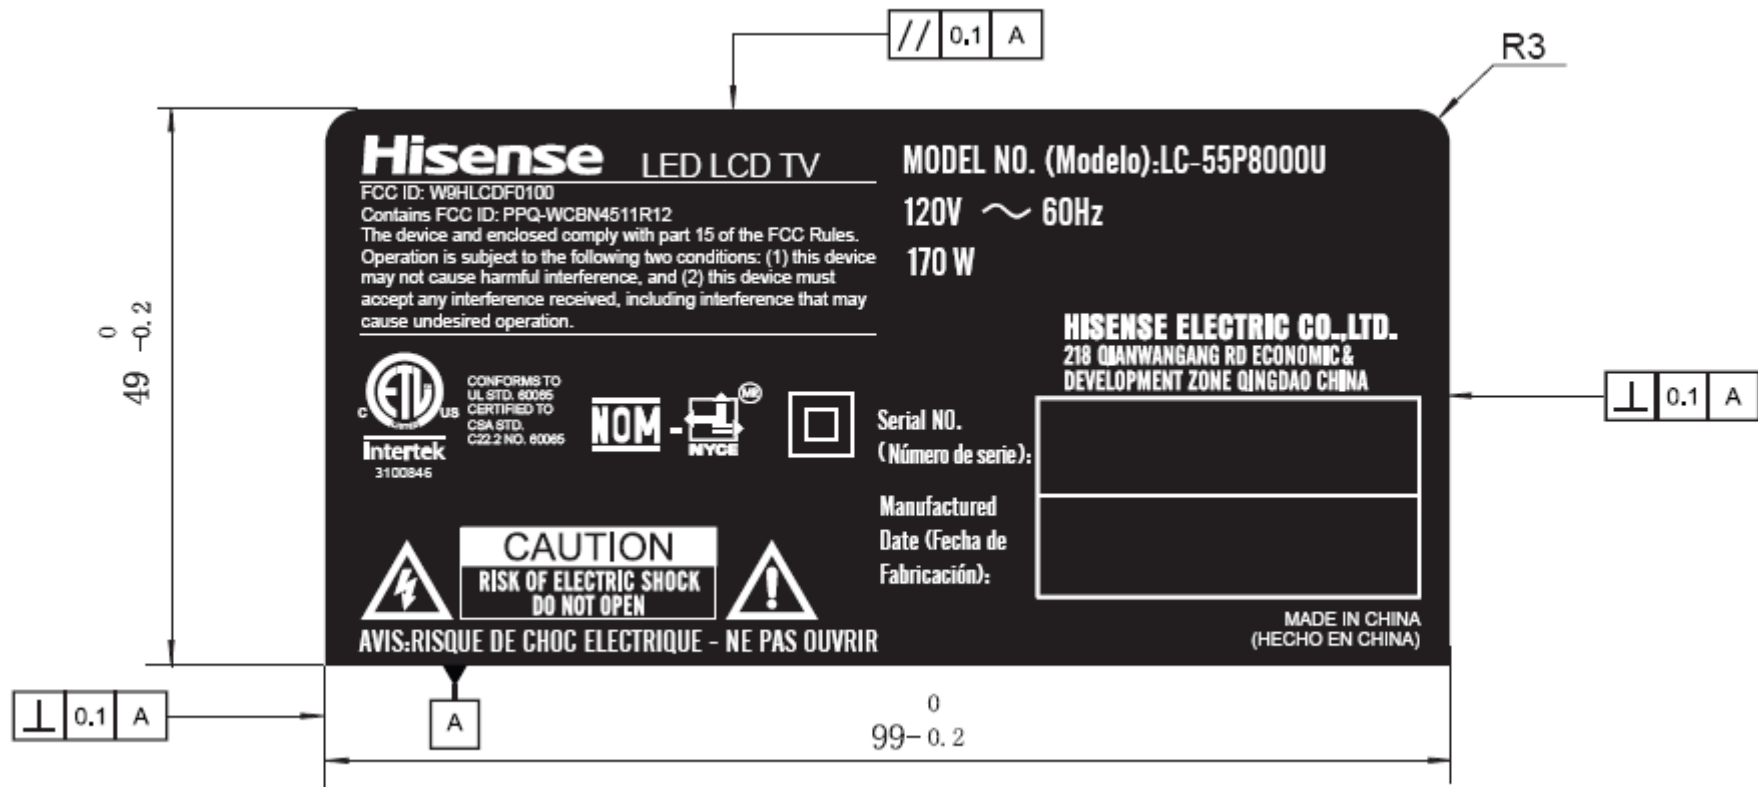 // 0.1 A
R3
Hisense LED LCD TV
FCC ID: W9HLCDF0100
Contains FCC ID: PPQ-WCBN4511R12
The device and enclosed comply with part 15 of the FCC Rules.
Operation is subject to the following two conditions: (1) this device
may not cause harmful interference, and (2) this device must
accept any interference received, including interference that may
cause undesired operation.
MODEL NO. (Modelo):LC-55P8000U
120V ～ 60Hz
170 W
HISENSE ELECTRIC CO.,LTD.
218 QIANWANGANG RD ECONOMIC &
DEVELOPMENT ZONE QINGDAO CHINA
0
49 -0.2
ETL
C US
Intertek
3100846
CONFORMS TO
UL STD. 60065
CERTIFIED TO
CSA STD.
C22.2 NO. 60065
NOM-
MR
NYCE
Serial NO.
(Número de serie):
Manufactured
Date (Fecha de
Fabricación):
⊥ 0.1 A
CAUTION
RISK OF ELECTRIC SHOCK
DO NOT OPEN
AVIS:RISQUE DE CHOC ELECTRIQUE - NE PAS OUVRIR
MADE IN CHINA
(HECHO EN CHINA)
⊥ 0.1 A
A
0
99-0.2